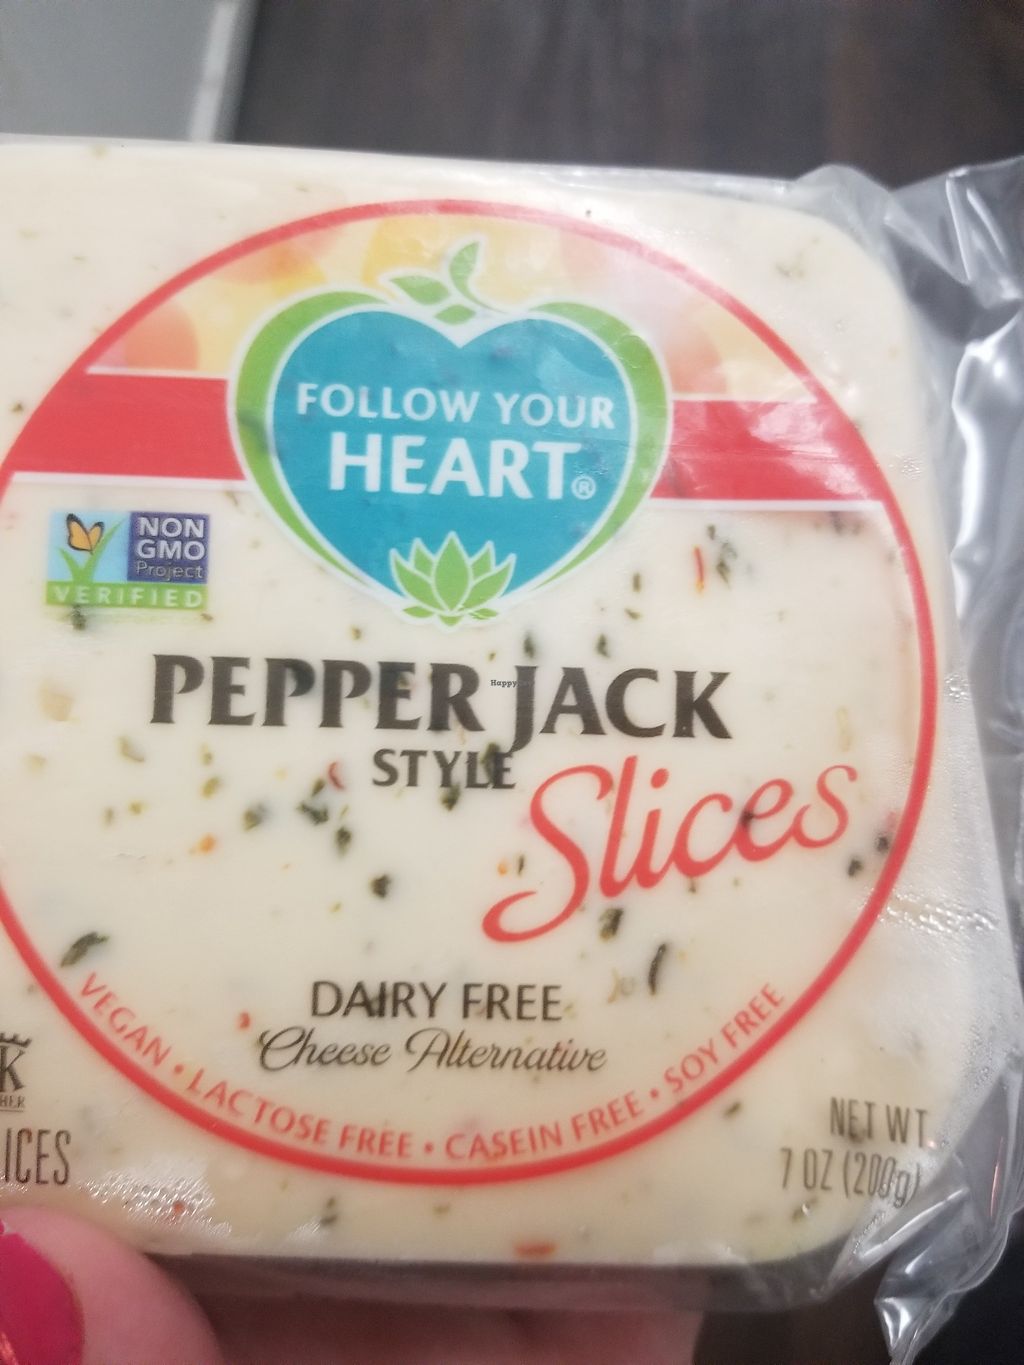 FOLLOW YOUR
HEART®
NON
GMO
Project
VERIFIED
PEPPER JACK
STYLE
Slices
DAIRY FREE
Cheese Alternative
VEGAN • LACTOSE FREE • CASEIN FREE • SOY FREE
K
ICES
NET WT
7 OZ (200g)